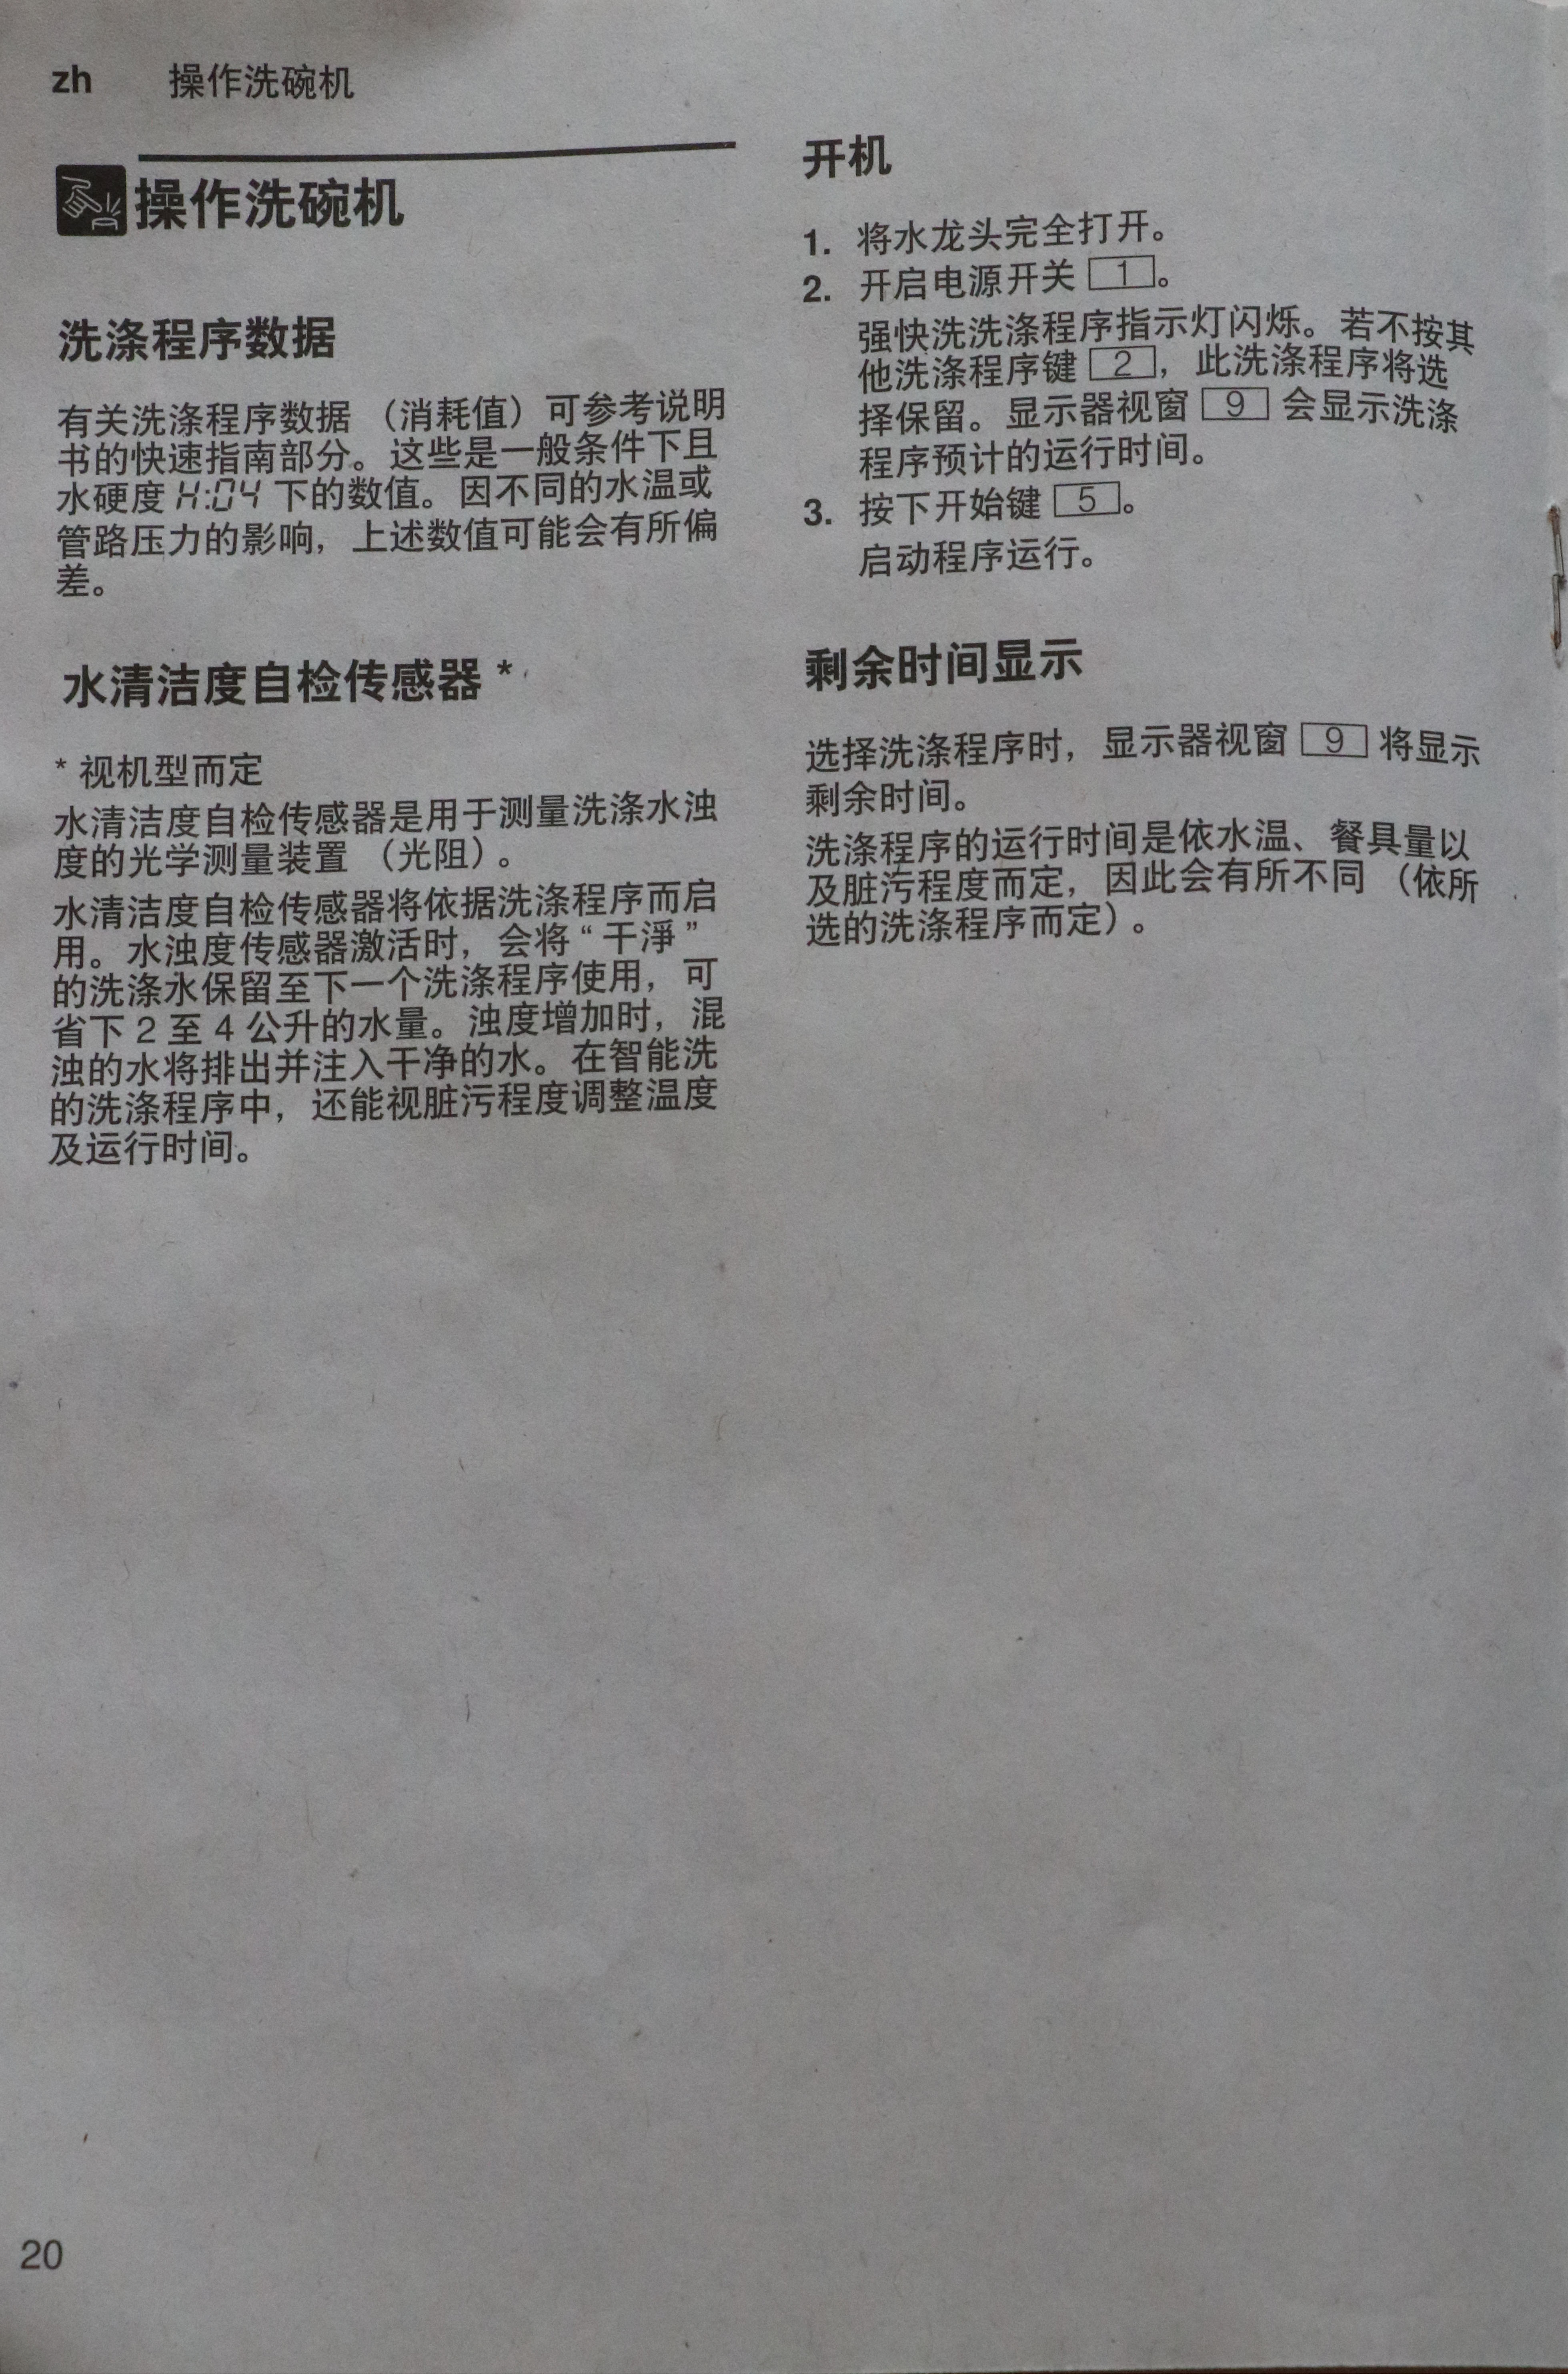 zh 操作洗碗机
操作洗碗机
洗涤程序数据
有关洗涤程序数据 （消耗值）可参考说明
书的快速指南部分。这些是一般条件下且
水硬度 H:04 下的数值。因不同的水温或
管路压力的影响，上述数值可能会有所偏
差。
水清洁度自检传感器 *
* 视机型而定
水清洁度自检传感器是用于测量洗涤水浊
度的光学测量装置 （光阻）。
水清洁度自检传感器将依据洗涤程序而启
用。水浊度传感器激活时，会将“ 干淨 ”
的洗涤水保留至下一个洗涤程序使用，可
省下 2 至 4 公升的水量。浊度增加时，混
浊的水将排出并注入干净的水。在智能洗
的洗涤程序中，还能视脏污程度调整温度
及运行时间。
开机
1. 将水龙头完全打开。
2. 开启电源开关 1 。
强快洗洗涤程序指示灯闪烁。若不按其
他洗涤程序键 2 ，此洗涤程序将选
择保留。显示器视窗 9 会显示洗涤
程序预计的运行时间。
3. 按下开始键 5 。
启动程序运行。
剩余时间显示
选择洗涤程序时，显示器视窗 9 将显示
剩余时间。
洗涤程序的运行时间是依水温、餐具量以
及脏污程度而定，因此会有所不同 （依所
选的洗涤程序而定）。
20